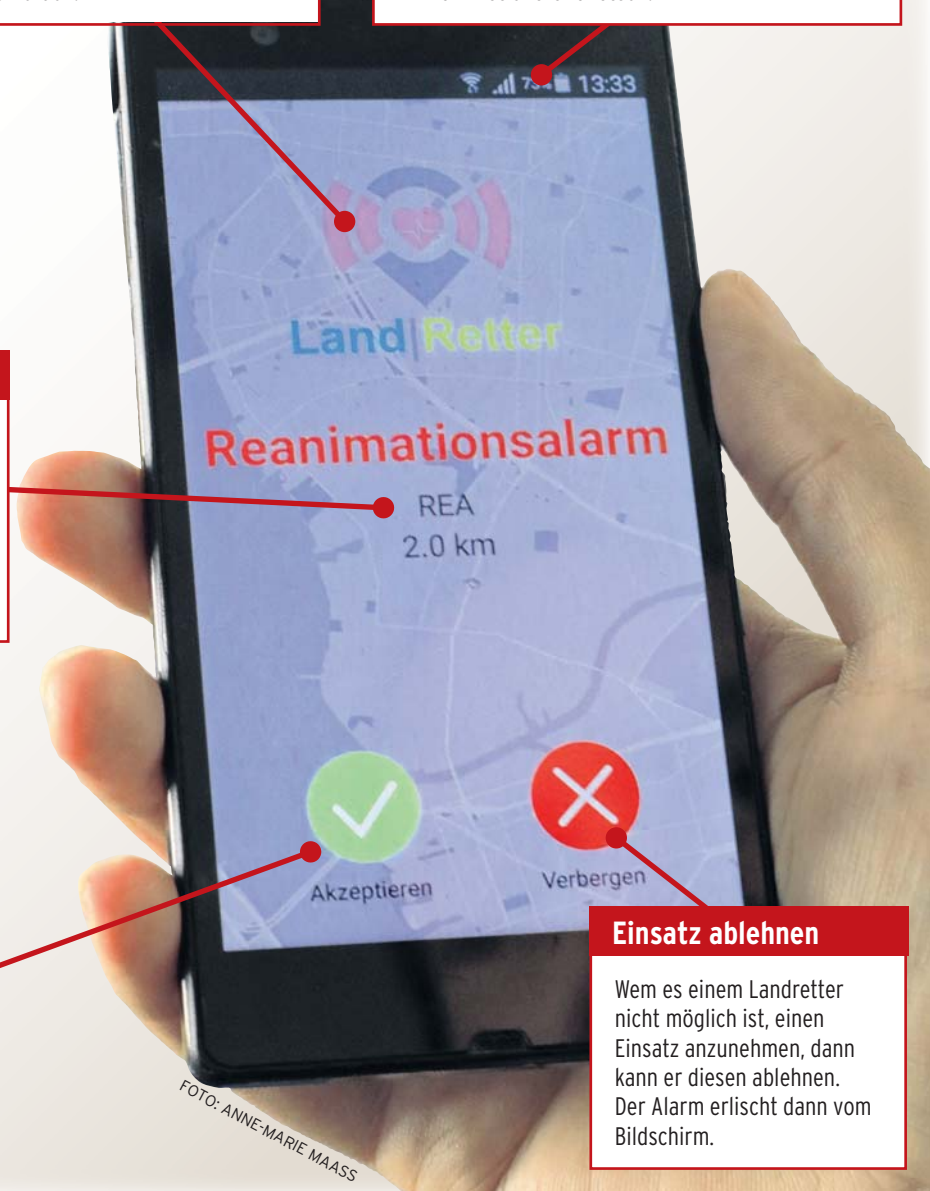 13:33
Land|Retter
Reanimationsalarm
REA
2.0 km
Akzeptieren
Verbergen
Einsatz ablehnen
Wem es einem Landretter
nicht möglich ist, einen
Einsatz anzunehmen, dann
kann er diesen ablehnen.
Der Alarm erlischt dann vom
Bildschirm.
FOTO: ANNE-MARIE MAASS